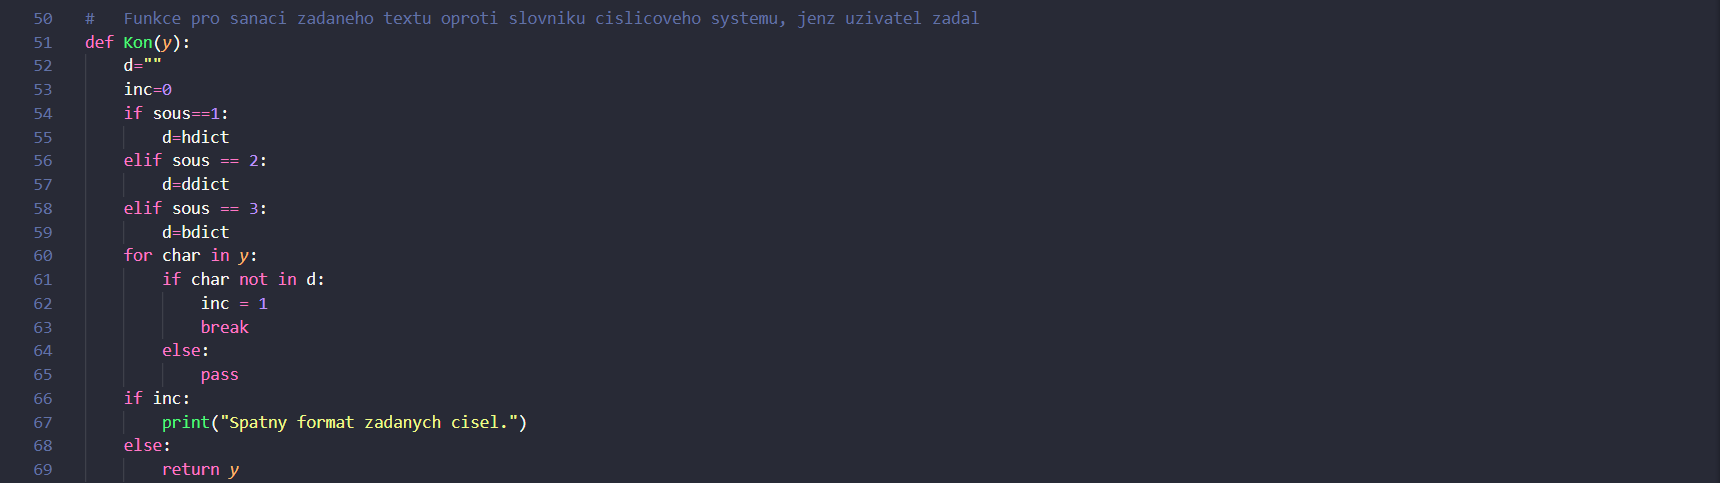 50 #   Funkce pro sanaci zadaneho textu oproti slovniku cislicoveho systemu, jenz uzivatel zadal
51 def Kon(y):
52     d=""
53     inc=0
54     if sous==1:
55         d=hdict
56     elif sous == 2:
57         d=ddict
58     elif sous == 3:
59         d=bdict
60     for char in y:
61         if char not in d:
62             inc = 1
63             break
64         else:
65             pass
66     if inc:
67         print("Spatny format zadanych cisel.")
68     else:
69         return y